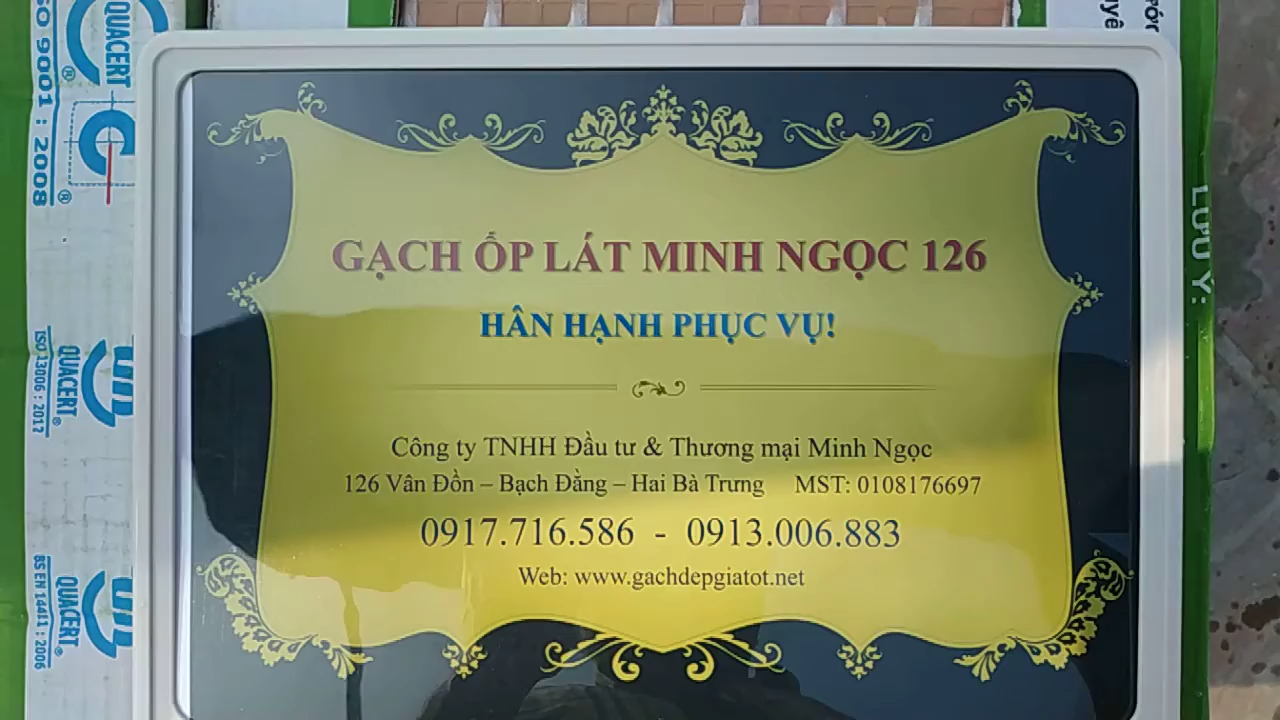 GẠCH ỐP LÁT MINH NGỌC 126
HÂN HẠNH PHỤC VỤ!
Công ty TNHH Đầu tư & Thương mại Minh Ngọc
126 Vân Đồn – Bạch Đằng – Hai Bà Trưng MST: 0108176697
0917.716.586 - 0913.006.883
Web: www.gachdepgiatot.net
QUACERT
ISO 9001 : 2008
QUACERT
ISO 13006 : 2012
QUACERT
BS EN 14411 : 2006
LƯU Ý: